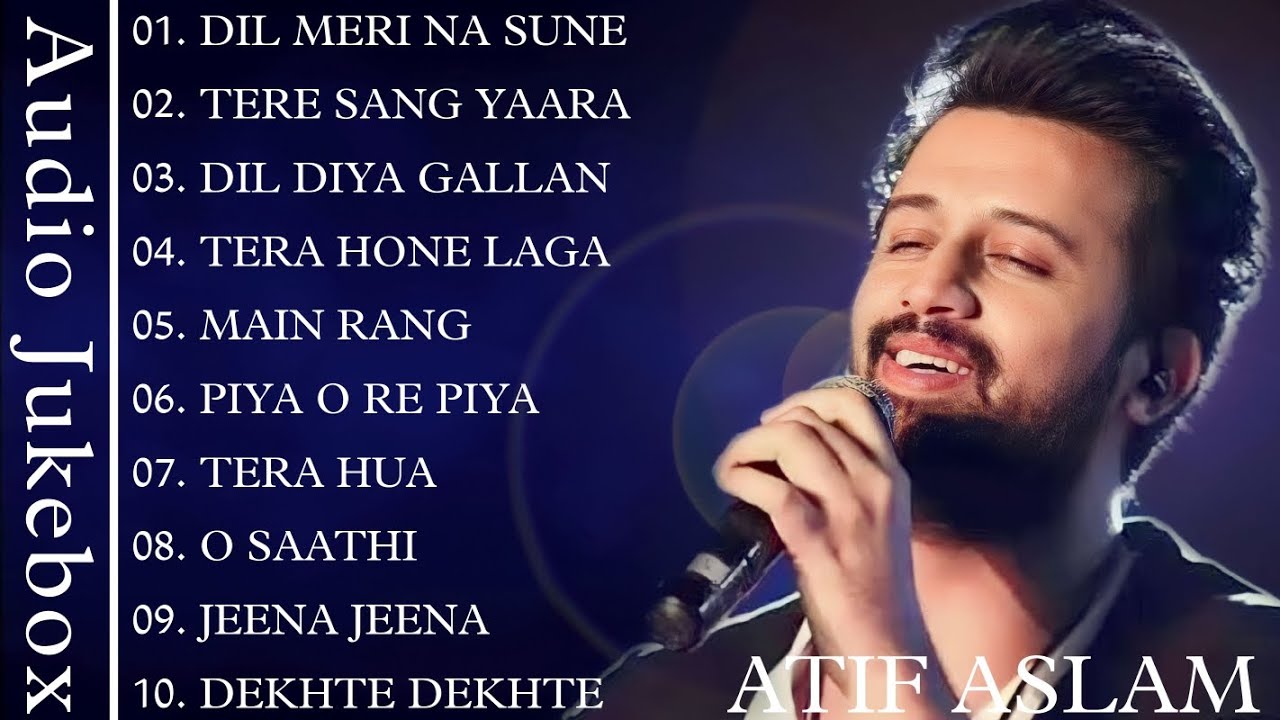 Audio Jukebox
01. DIL MERI NA SUNE
02. TERE SANG YAARA
03. DIL DIYA GALLAN
04. TERA HONE LAGA
05. MAIN RANG
06. PIYA O RE PIYA
07. TERA HUA
08. O SAATHI
09. JEENA JEENA
10. DEKHTE DEKHTE
ATIF ASLAM